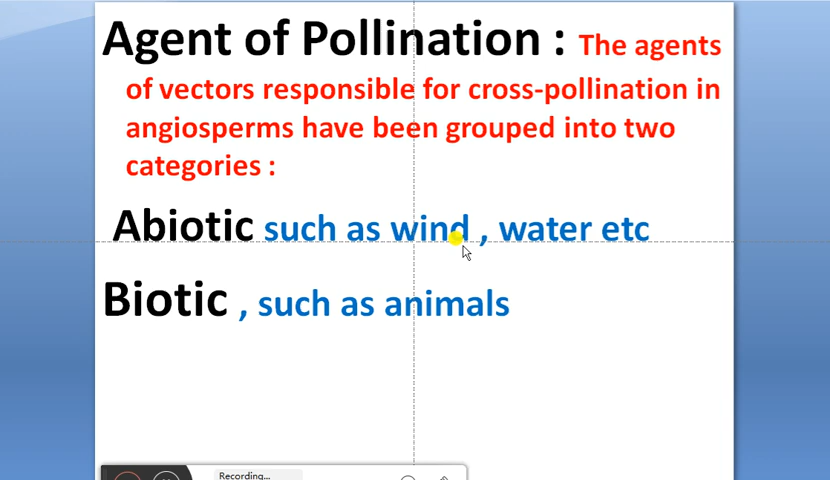 Agent of Pollination : The agents
of vectors responsible for cross-pollination in
angiosperms have been grouped into two
categories :
Abiotic such as wind , water etc
Biotic , such as animals
Recording...